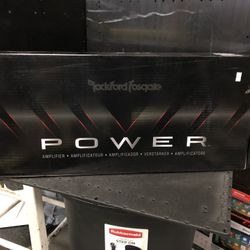 Rockford Fosgate
POWER
AMPLIFIER • AMPLIFICATEUR • AMPLIFICADOR • VERSTÄRKER • AMPLIFICATORE
Rubbermaid